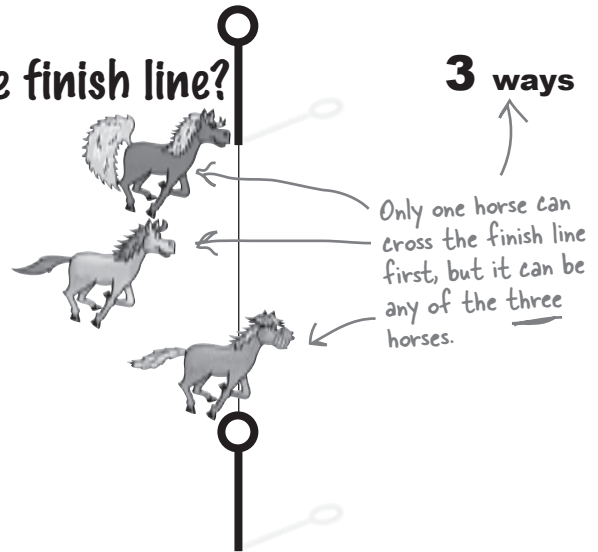 finish line?
3 ways
Only one horse can
cross the finish line
first, but it can be
any of the three
horses.